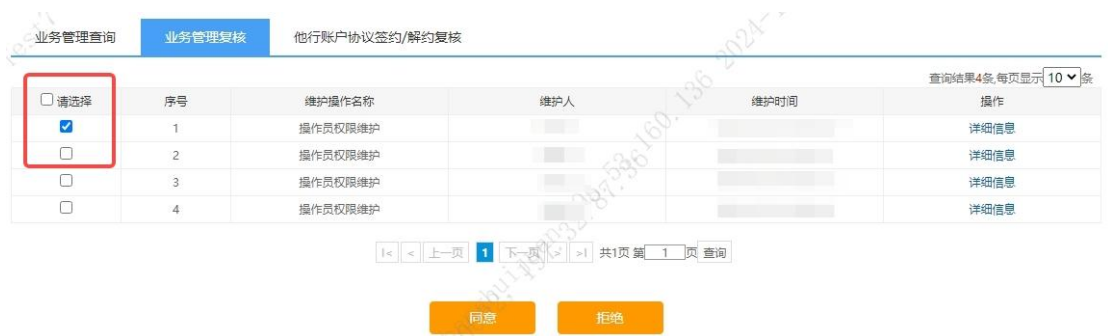 业务管理查询 业务管理复核 他行账户协议签约/解约复核
查询结果4条,每页显示 10 条
请选择 序号 维护操作名称 维护人 维护时间 操作
1 操作员权限维护 详细信息
2 操作员权限维护 详细信息
3 操作员权限维护 详细信息
4 操作员权限维护 详细信息
|< < 上一页 1 下一页 > >| 共1页 第 1 页 查询
同意 拒绝